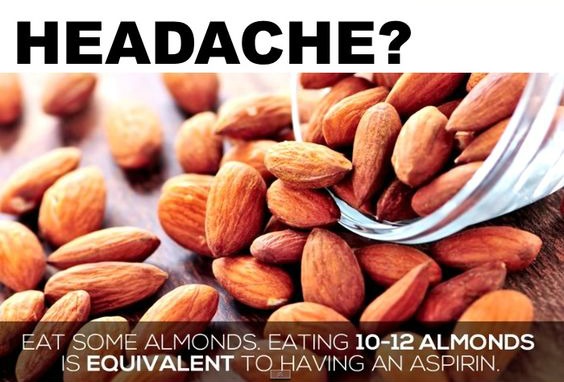 HEADACHE?
EAT SOME ALMONDS. EATING 10-12 ALMONDS
IS EQUIVALENT TO HAVING AN ASPIRIN.